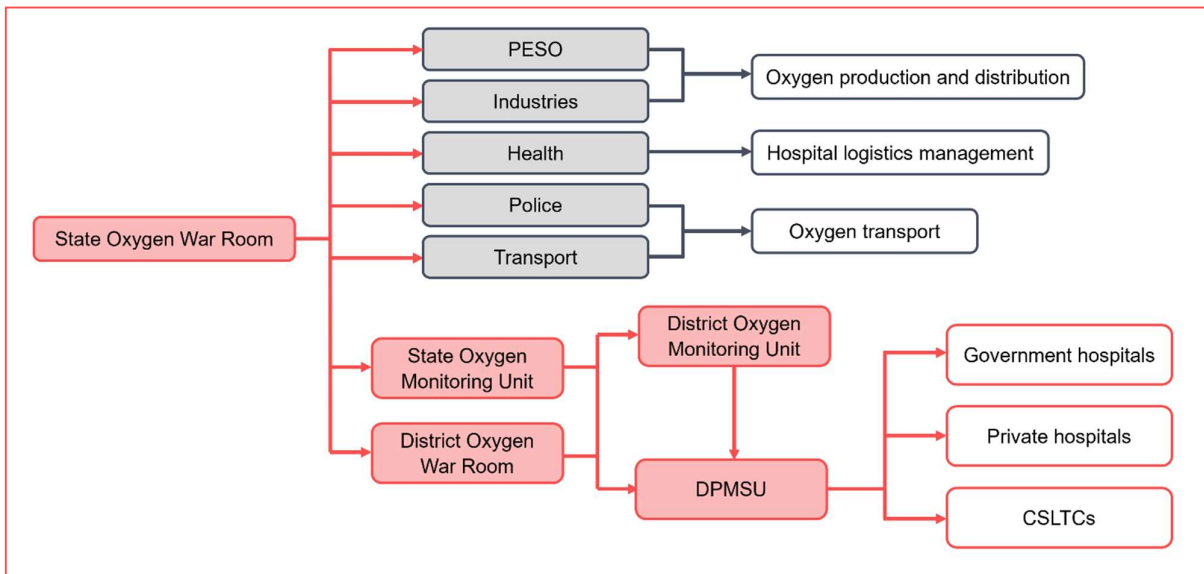 PESO
Industries
Oxygen production and distribution
Health
Hospital logistics management
Police
Transport
Oxygen transport
State Oxygen War Room
State Oxygen
Monitoring Unit
District Oxygen
War Room
District Oxygen
Monitoring Unit
DPMSU
Government hospitals
Private hospitals
CSLTCs